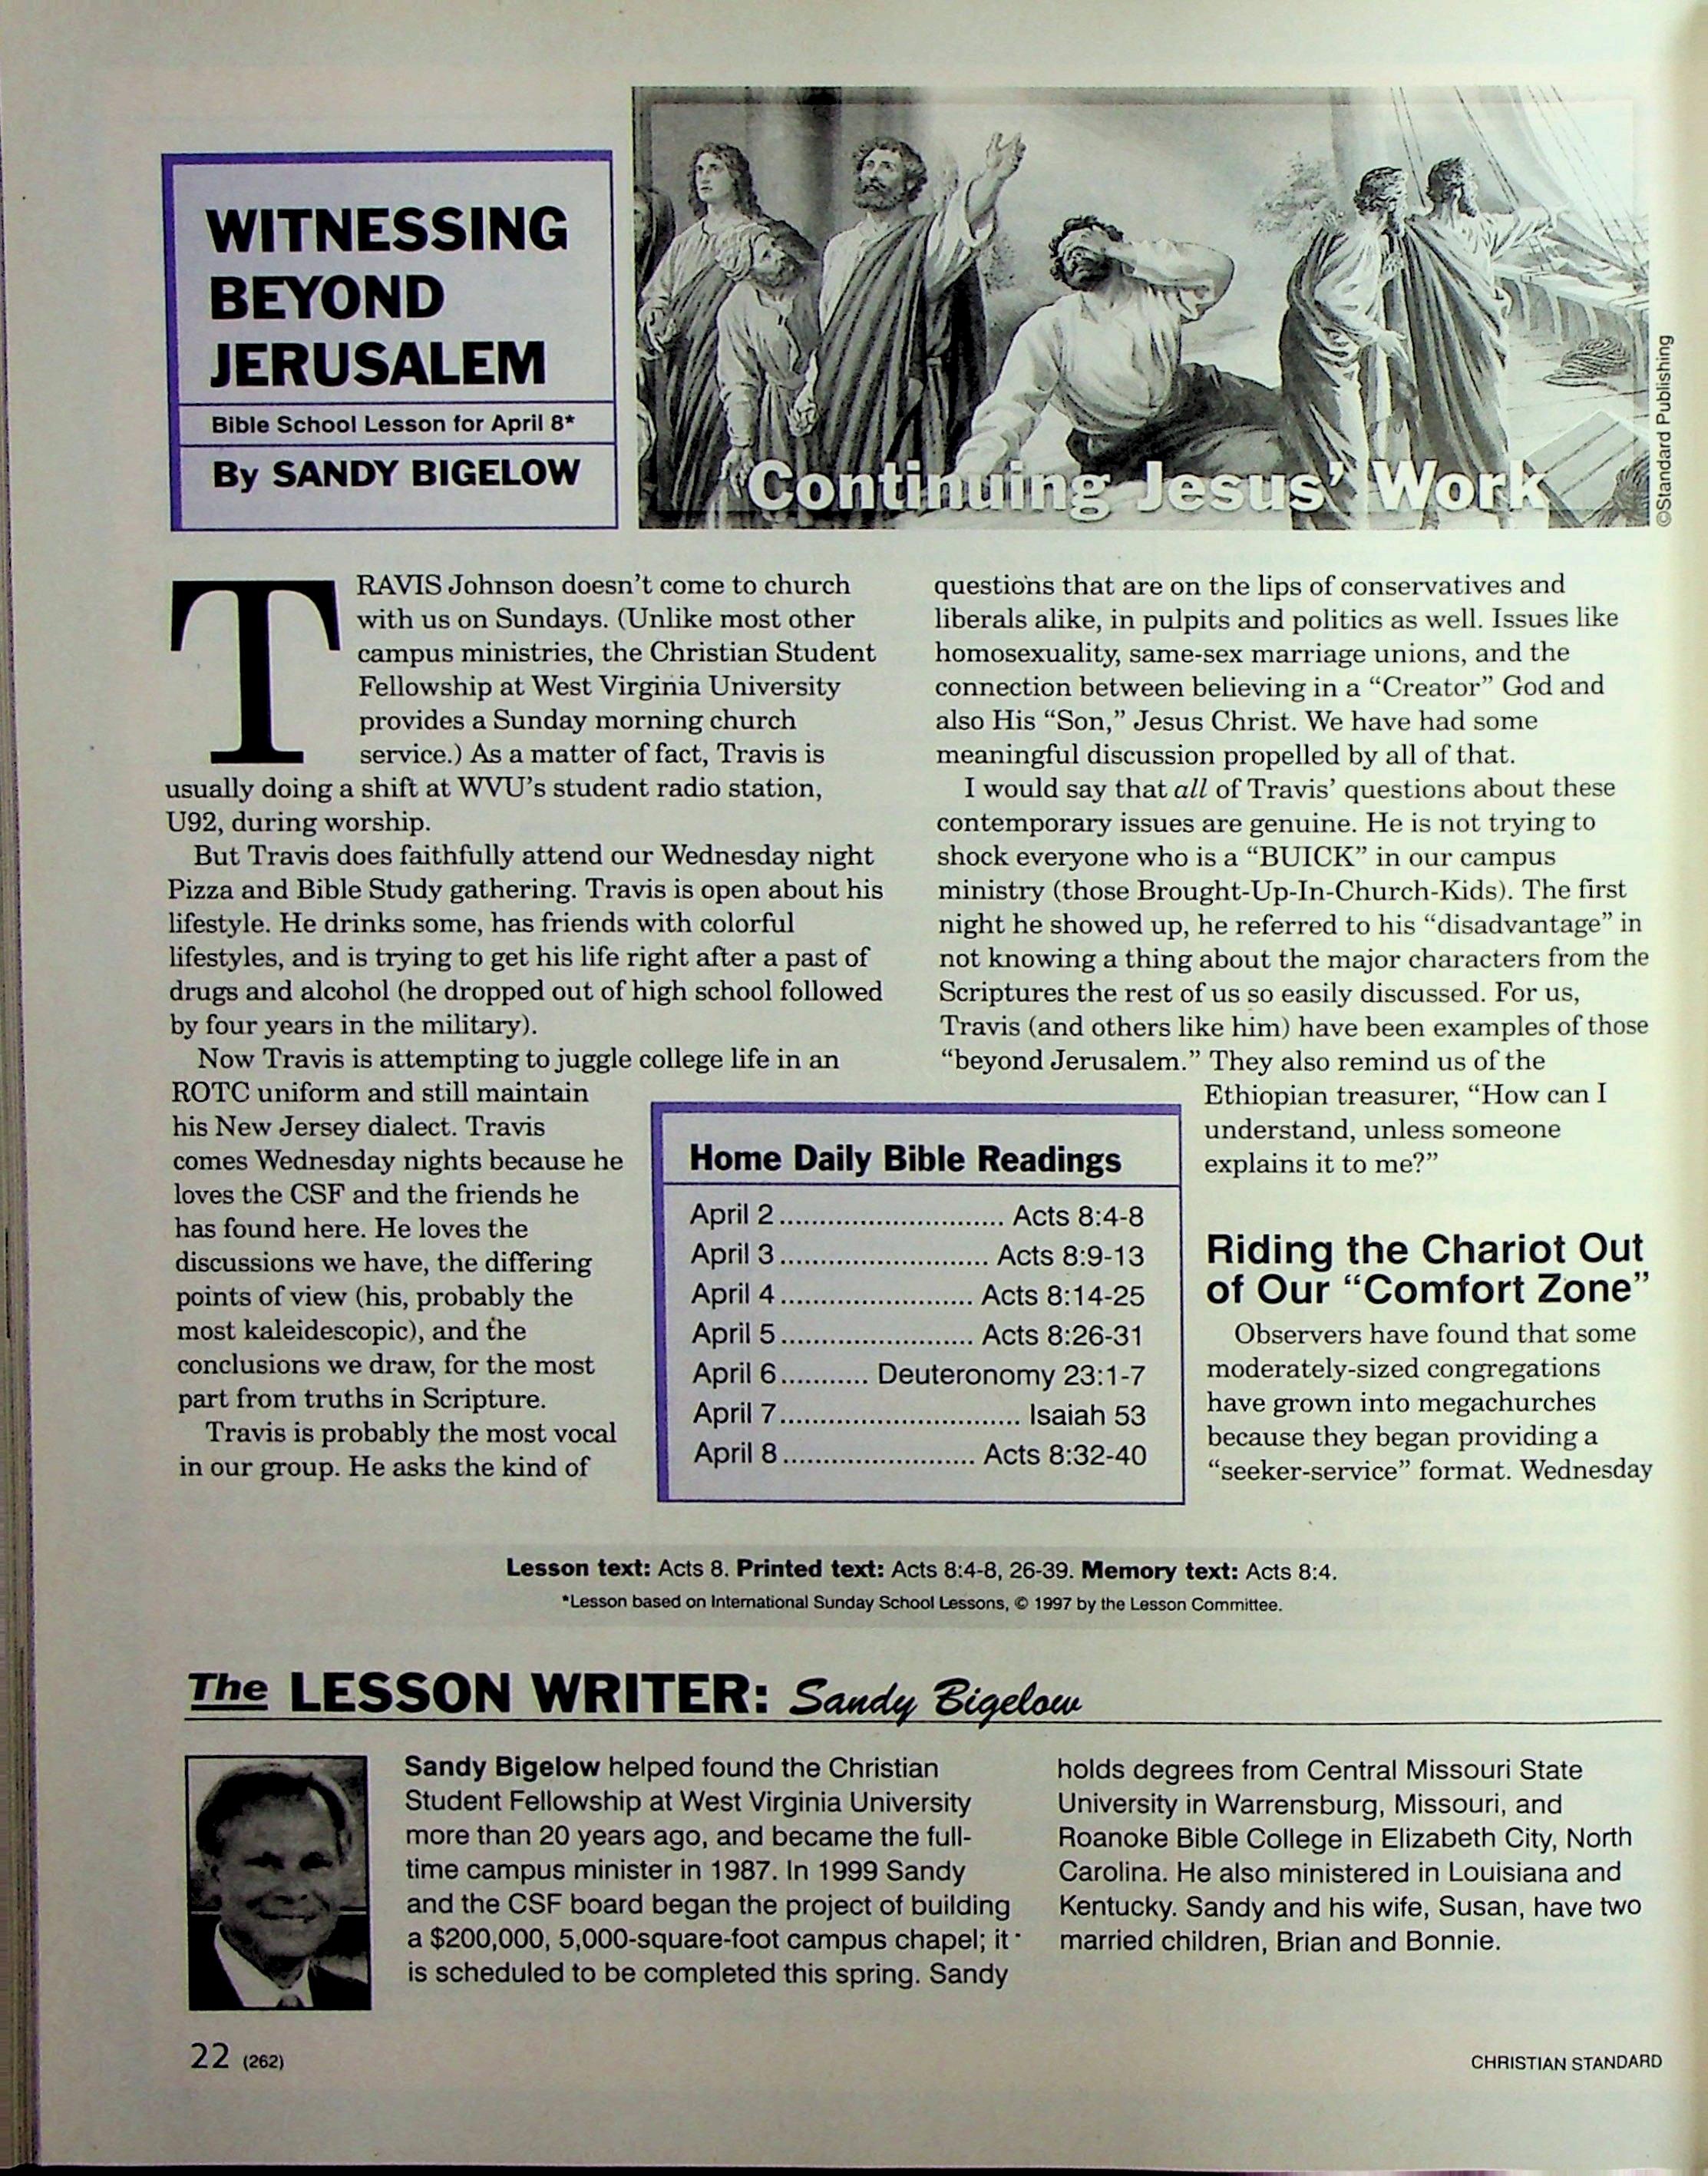 WITNESSING
BEYOND
JERUSALEM
Bible School Lesson for April 8*
By SANDY BIGELOW
Continuing Jesus' Work
©Standard Publishing
TRAVIS Johnson doesn't come to church
with us on Sundays. (Unlike most other
campus ministries, the Christian Student
Fellowship at West Virginia University
provides a Sunday morning church
service.) As a matter of fact, Travis is
usually doing a shift at WVU's student radio station,
U92, during worship.
But Travis does faithfully attend our Wednesday night
Pizza and Bible Study gathering. Travis is open about his
lifestyle. He drinks some, has friends with colorful
lifestyles, and is trying to get his life right after a past of
drugs and alcohol (he dropped out of high school followed
by four years in the military).
Now Travis is attempting to juggle college life in an
ROTC uniform and still maintain
his New Jersey dialect. Travis
comes Wednesday nights because he
loves the CSF and the friends he
has found here. He loves the
discussions we have, the differing
points of view (his, probably the
most kaleidescopic), and the
conclusions we draw, for the most
part from truths in Scripture.
Travis is probably the most vocal
in our group. He asks the kind of
questions that are on the lips of conservatives and
liberals alike, in pulpits and politics as well. Issues like
homosexuality, same-sex marriage unions, and the
connection between believing in a “Creator” God and
also His “Son,” Jesus Christ. We have had some
meaningful discussion propelled by all of that.
I would say that all of Travis' questions about these
contemporary issues are genuine. He is not trying to
shock everyone who is a “BUICK” in our campus
ministry (those Brought-Up-In-Church-Kids). The first
night he showed up, he referred to his “disadvantage” in
not knowing a thing about the major characters from the
Scriptures the rest of us so easily discussed. For us,
Travis (and others like him) have been examples of those
“beyond Jerusalem.” They also remind us of the
Ethiopian treasurer, “How can I
understand, unless someone
explains it to me?”
Riding the Chariot Out
of Our “Comfort Zone”
Observers have found that some
moderately-sized congregations
have grown into megachurches
because they began providing a
“seeker-service” format. Wednesday
Home Daily Bible Readings
April 2............................ Acts 8:4-8
April 3.......................... Acts 8:9-13
April 4........................ Acts 8:14-25
April 5........................ Acts 8:26-31
April 6........... Deuteronomy 23:1-7
April 7.............................. Isaiah 53
April 8........................ Acts 8:32-40
Lesson text: Acts 8. Printed text: Acts 8:4-8, 26-39. Memory text: Acts 8:4.
*Lesson based on International Sunday School Lessons, © 1997 by the Lesson Committee.
The LESSON WRITER: Sandy Bigelow
Sandy Bigelow helped found the Christian
Student Fellowship at West Virginia University
more than 20 years ago, and became the full-
time campus minister in 1987. In 1999 Sandy
and the CSF board began the project of building
a $200,000, 5,000-square-foot campus chapel; it
is scheduled to be completed this spring. Sandy
holds degrees from Central Missouri State
University in Warrensburg, Missouri, and
Roanoke Bible College in Elizabeth City, North
Carolina. He also ministered in Louisiana and
Kentucky. Sandy and his wife, Susan, have two
married children, Brian and Bonnie.
22 (262)
CHRISTIAN STANDARD